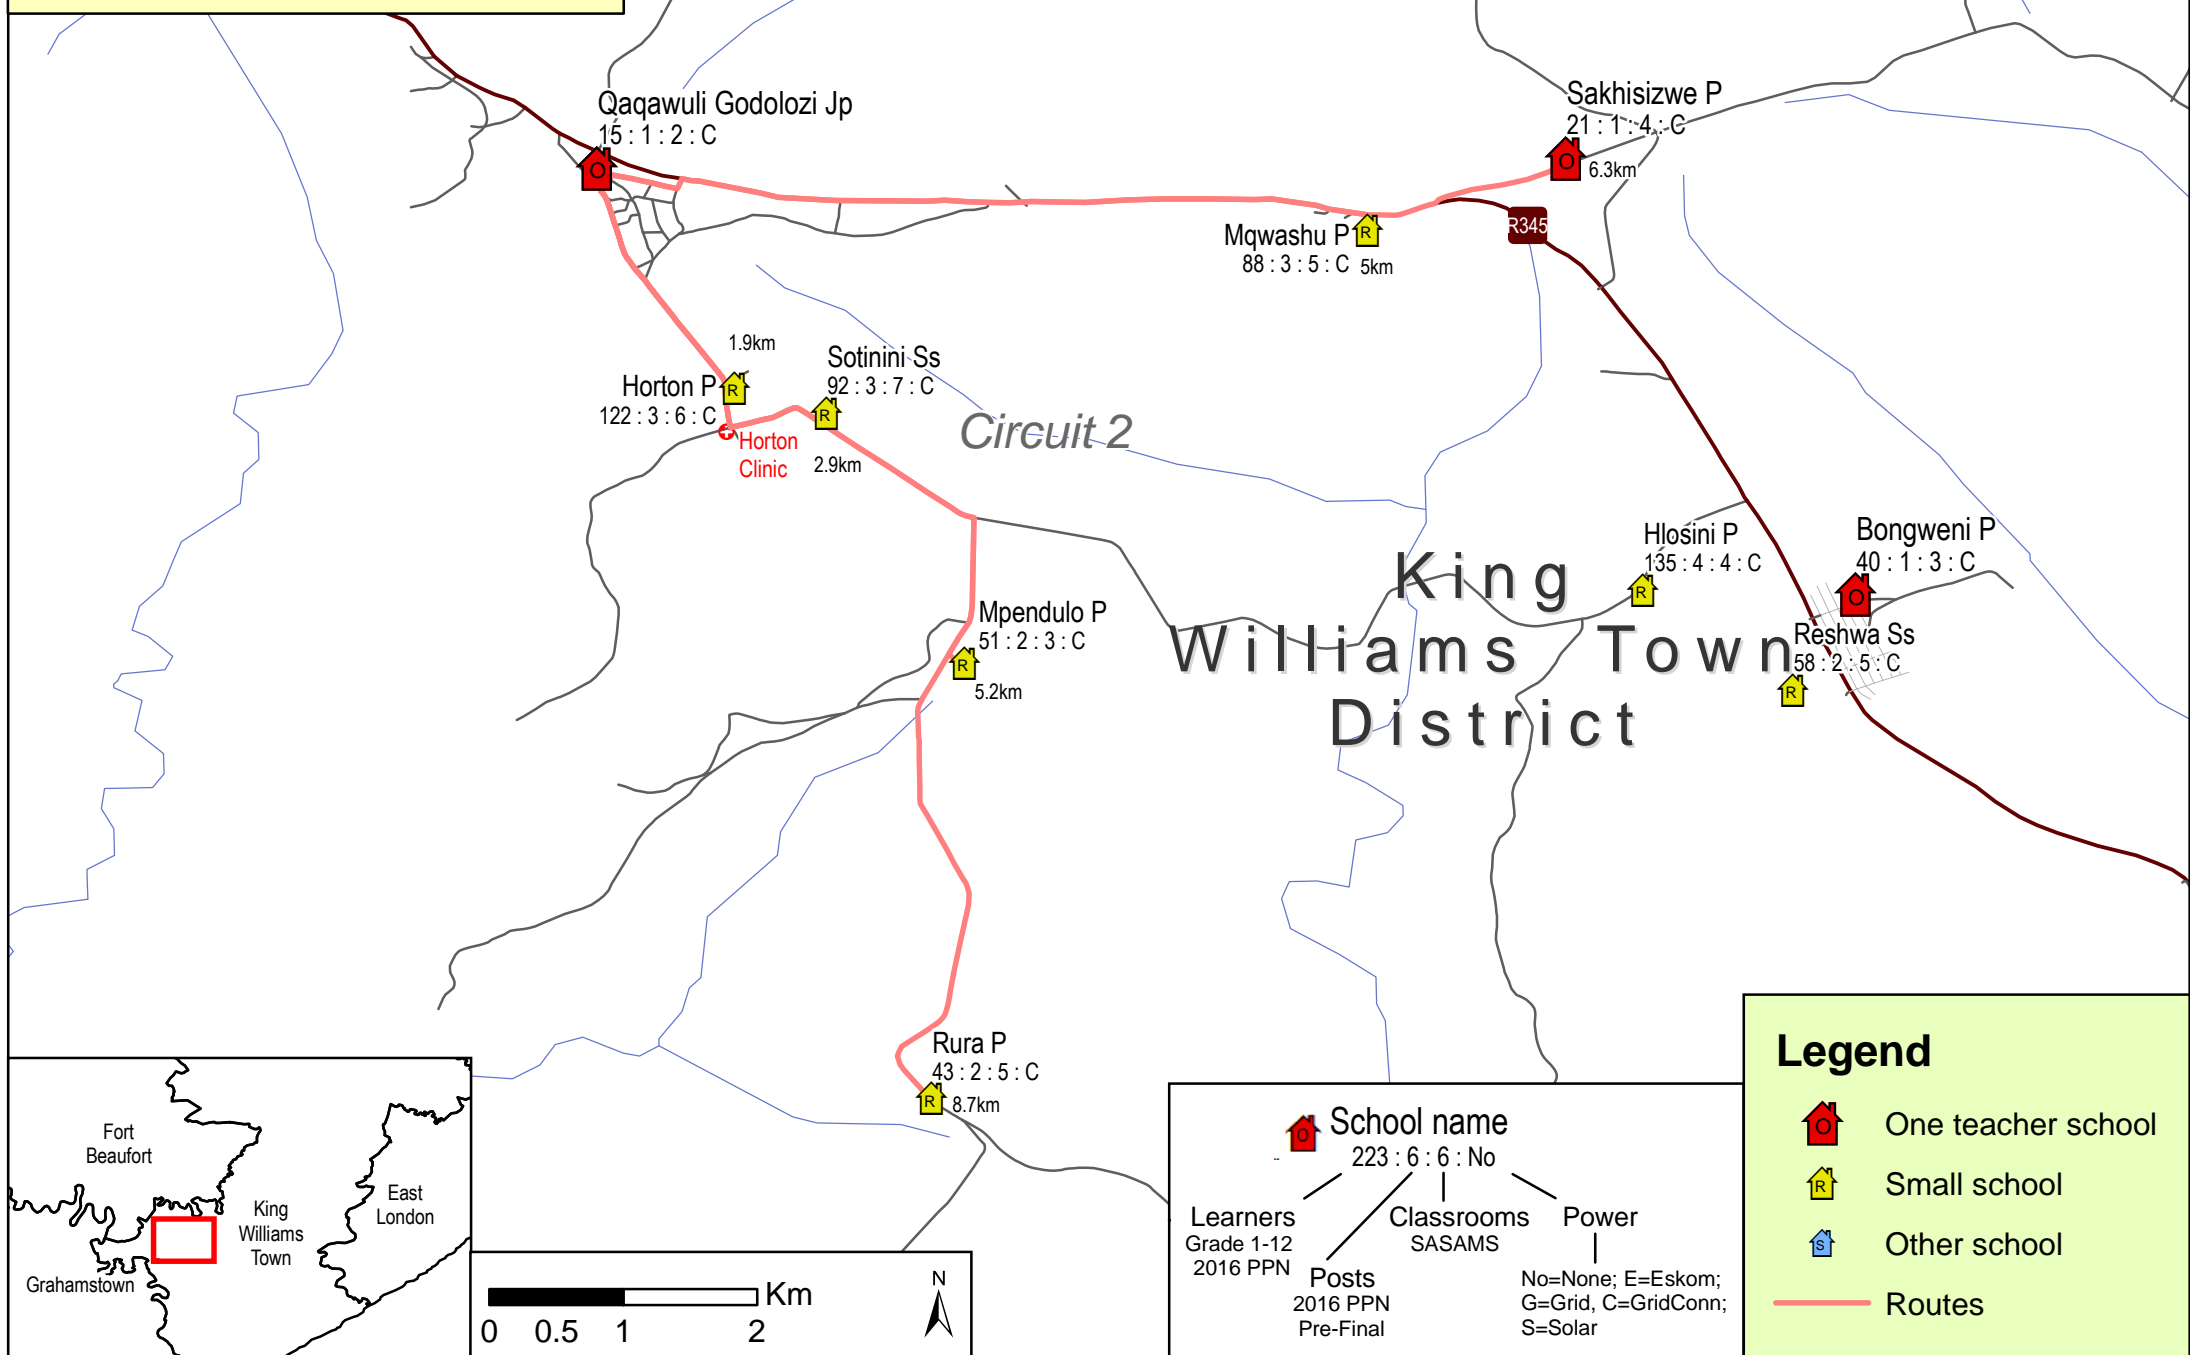 Qaqawuli Godolozi Jp
15 : 1 : 2 : C
O
Sakhisizwe P
21 : 1 : 4 : C
O
6.3km
R345
Mqwashu P
R
88 : 3 : 5 : C
5km
1.9km
Horton P
R
122 : 3 : 6 : C
Sotinini Ss
92 : 3 : 7 : C
R
Horton
Clinic
2.9km
Circuit 2
Hlosini P
135 : 4 : 4 : C
R
Bongweni P
40 : 1 : 3 : C
O
King
Williams Town
District
Mpendulo P
51 : 2 : 3 : C
R
5.2km
Reshwa Ss
58 : 2 : 5 : C
R
Rura P
43 : 2 : 5 : C
R
8.7km
Fort
Beaufort
King
Williams
Town
East
London
Grahamstown
Km
0 0.5 1 2
N
O
School name
223 : 6 : 6 : No
Learners
Grade 1-12
2016 PPN
Posts
2016 PPN
Pre-Final
Classrooms
SASAMS
Power
No=None; E=Eskom;
G=Grid, C=GridConn;
S=Solar
Legend
O One teacher school
R Small school
S Other school
Routes